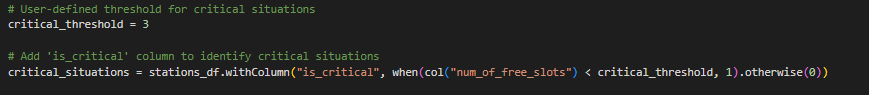 # User-defined threshold for critical situations
critical_threshold = 3
# Add 'is_critical' column to identify critical situations
critical_situations = stations_df.withColumn("is_critical", when(col("num_of_free_slots") < critical_threshold, 1).otherwise(0))